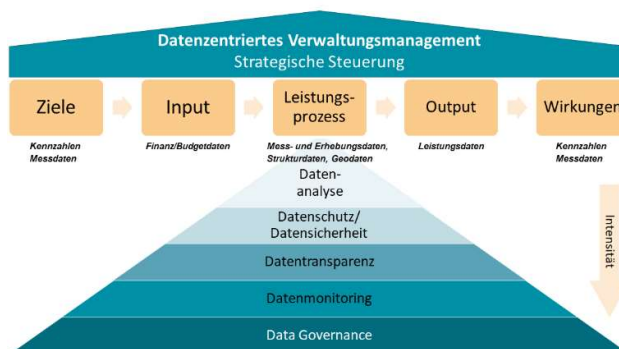 Datenzentriertes Verwaltungsmanagement
Strategische Steuerung
Ziele
Input
Leistungs-
prozess
Output
Wirkungen
Kennzahlen
Messdaten
Finanz/Budgetdaten
Mess- und Erhebungsdaten,
Strukturdaten, Geodaten
Leistungsdaten
Kennzahlen
Messdaten
Daten-
analyse
Datenschutz/
Datensicherheit
Datentransparenz
Datenmonitoring
Data Governance
Intensität